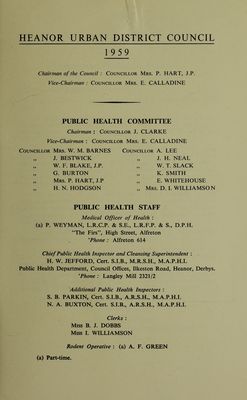 HEANOR URBAN DISTRICT COUNCIL
1959
Chairman of the Council : COUNCILLOR MRS. P. HART, J.P.
Vice-Chairman : COUNCILLOR MRS. E. CALLADINE
PUBLIC HEALTH COMMITTEE
Chairman : COUNCILLOR J. CLARKE
Vice-Chairman : COUNCILLOR MRS. E. CALLADINE
COUNCILLOR MRS. W. M. BARNES COUNCILLOR A. LEE
„ J. BESTWICK „ J. H. NEAL
„ W. F. BLAKE, J.P. „ W. T. SLACK
„ G. BURTON „ K. SMITH
„ MRS. P. HART, J.P „ E. WHITEHOUSE
„ H. N. HODGSON „ MRS. D. I. WILLIAMSON
PUBLIC HEALTH STAFF
Medical Officer of Health :
(a) P. WEYMAN, L.R.C.P. & S.E., L.R.F.P. & S., D.P.H.
"The Firs", High Street, Alfreton
'Phone : Alfreton 614
Chief Public Health Inspector and Cleansing Superintendent :
H. W. JEFFORD, Cert. S.I.B., M.R.S.H., M.A.P.H.I.
Public Health Department, Council Offices, Ilkeston Road, Heanor, Derbys.
'Phone : Langley Mill 2321/2
Additional Public Health Inspectors :
S. B. PARKIN, Cert. S.I.B., A.R.S.H., M.A.P.H.I.
N. A. BUXTON, Cert. S.I.B., A.R.S.H., M.A.P.H.I.
Clerks :
MISS B. J. DOBBS
MISS I. WILLIAMSON
Rodent Operative : (a) A. F. GREEN
(a) Part-time.